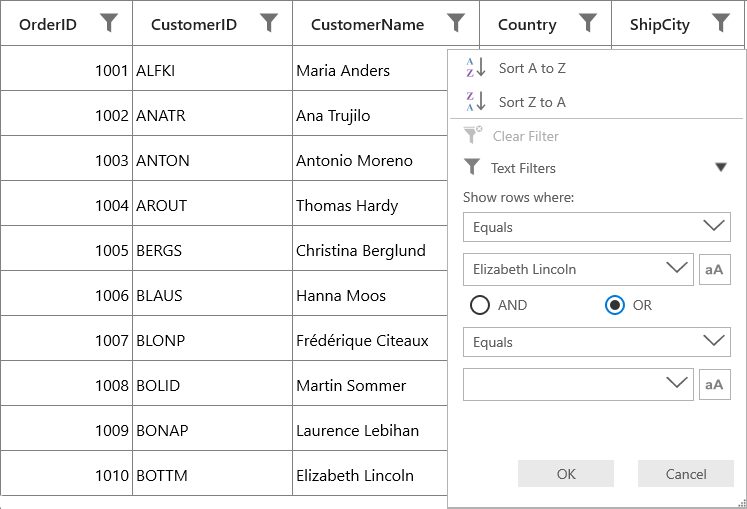 OrderID CustomerID CustomerName Country ShipCity
1001 ALFKI Maria Anders
1002 ANATR Ana Trujilo
1003 ANTON Antonio Moreno
1004 AROUT Thomas Hardy
1005 BERGS Christina Berglund
1006 BLAUS Hanna Moos
1007 BLONP Frédérique Citeaux
1008 BOLID Martin Sommer
1009 BONAP Laurence Lebihan
1010 BOTTM Elizabeth Lincoln
AZ Sort A to Z
ZA Sort Z to A
Clear Filter
Text Filters
Show rows where:
Equals
Elizabeth Lincoln aA
AND OR
Equals
aA
OK Cancel